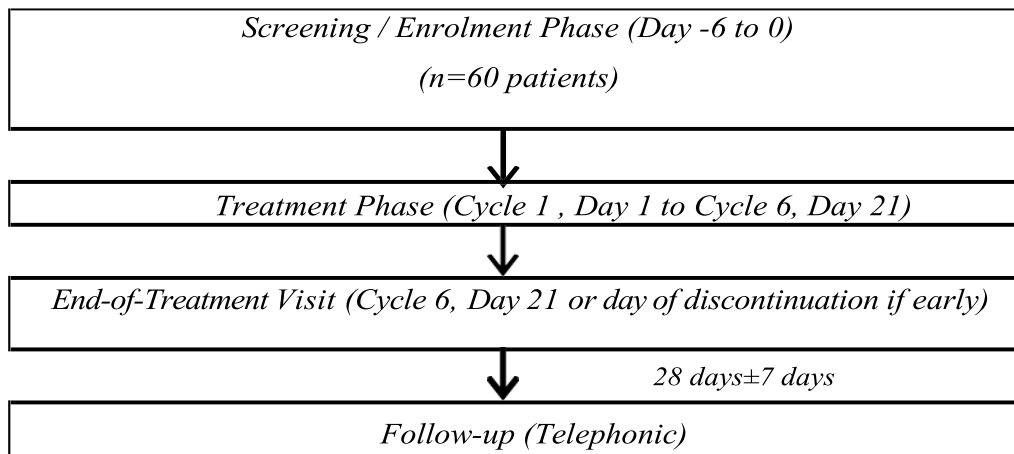 Screening / Enrolment Phase (Day -6 to 0)
(n=60 patients)
Treatment Phase (Cycle 1 , Day 1 to Cycle 6, Day 21)
End-of-Treatment Visit (Cycle 6, Day 21 or day of discontinuation if early)
28 days±7 days
Follow-up (Telephonic)